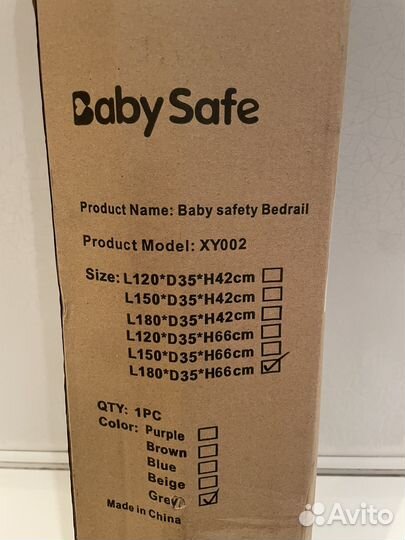 Baby Safe
Product Name: Baby safety Bedrail
Product Model: XY002
Size: L120*D35*H42cm
L150*D35*H42cm
L180*D35*H42cm
L120*D35*H66cm
L150*D35*H66cm
L180*D35*H66cm
QTY: 1PC
Color: Purple
Brown
Blue
Beige
Grey
Made in China
Avito